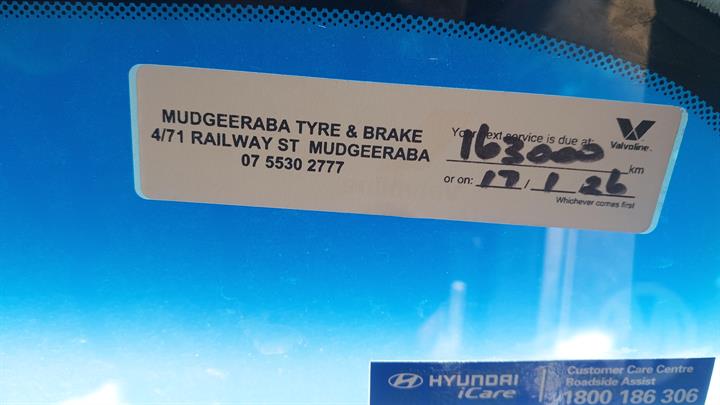 MUDGEERABA TYRE & BRAKE
4/71 RAILWAY ST MUDGEERABA
07 5530 2777
Your next service is due at:
163000 km
or on: 17 / 1 26
Whichever comes first
Valvoline
HYUNDAI
iCare
Customer Care Centre
Roadside Assist
1800 186 306